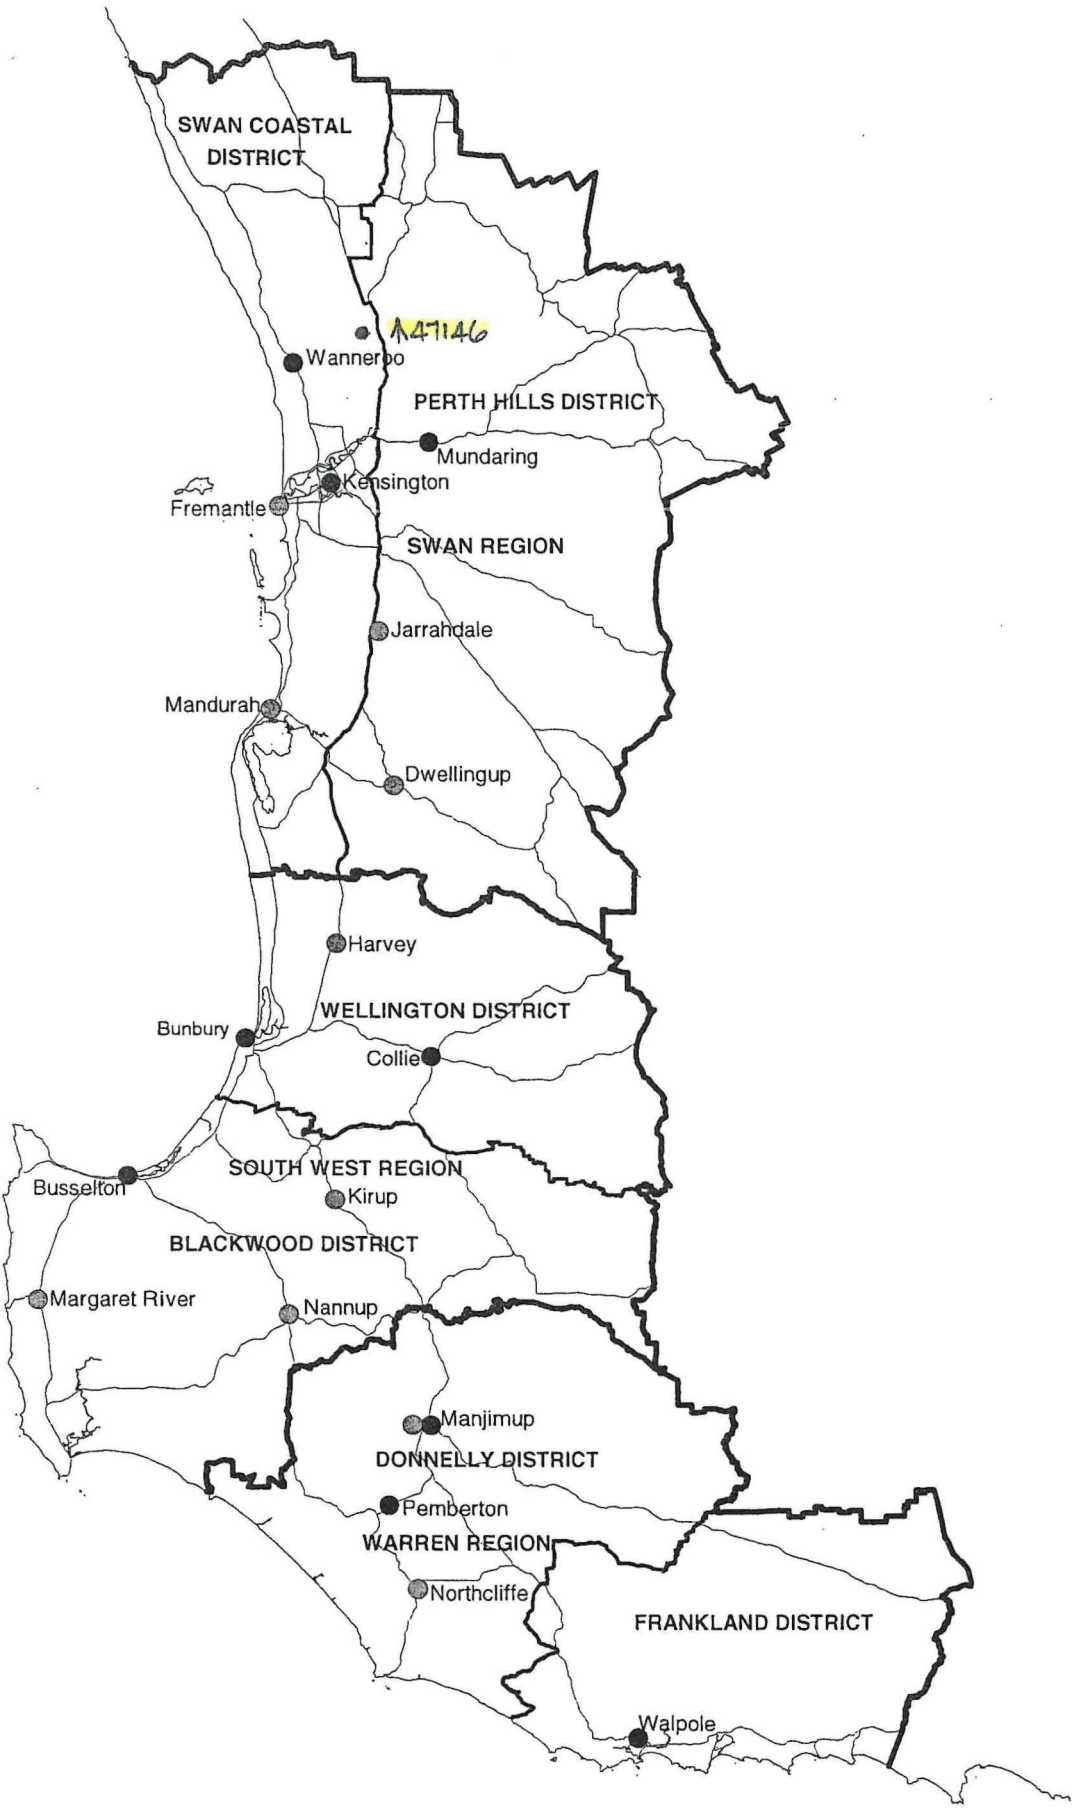 SWAN COASTAL
DISTRICT
A47146
Wanneroo
PERTH HILLS DISTRICT
Mundaring
Kensington
Fremantle
SWAN REGION
Jarrahdale
Mandurah
Dwellingup
Harvey
WELLINGTON DISTRICT
Bunbury
Collie
SOUTH WEST REGION
Busselton
Kirup
BLACKWOOD DISTRICT
Margaret River
Nannup
Manjimup
DONNELLY DISTRICT
Pemberton
WARREN REGION
Northcliffe
FRANKLAND DISTRICT
Walpole